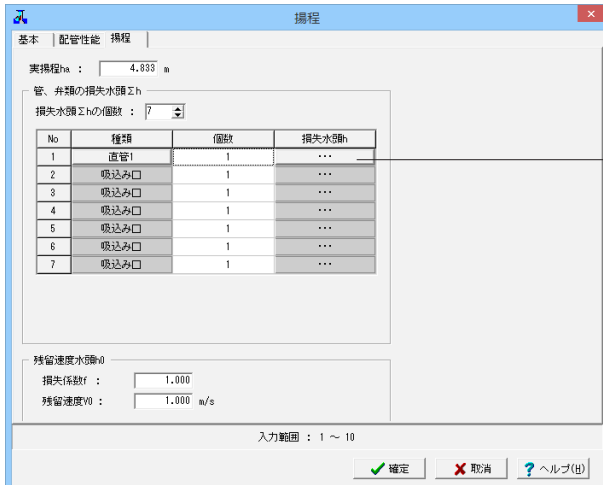 揚程
基本 配管性能 揚程
実揚程ha : 4.833 m
管、弁類の損失水頭Σh
損失水頭Σhの個数 : 7
No 種類 個数 損失水頭h
1 直管1 1 ...
2 吸込み口 1 ...
3 吸込み口 1 ...
4 吸込み口 1 ...
5 吸込み口 1 ...
6 吸込み口 1 ...
7 吸込み口 1 ...
残留速度水頭h0
損失係数f : 1.000
残留速度V0 : 1.000 m/s
入力範囲 : 1 ～ 10
確定 取消 ? ヘルプ(H)